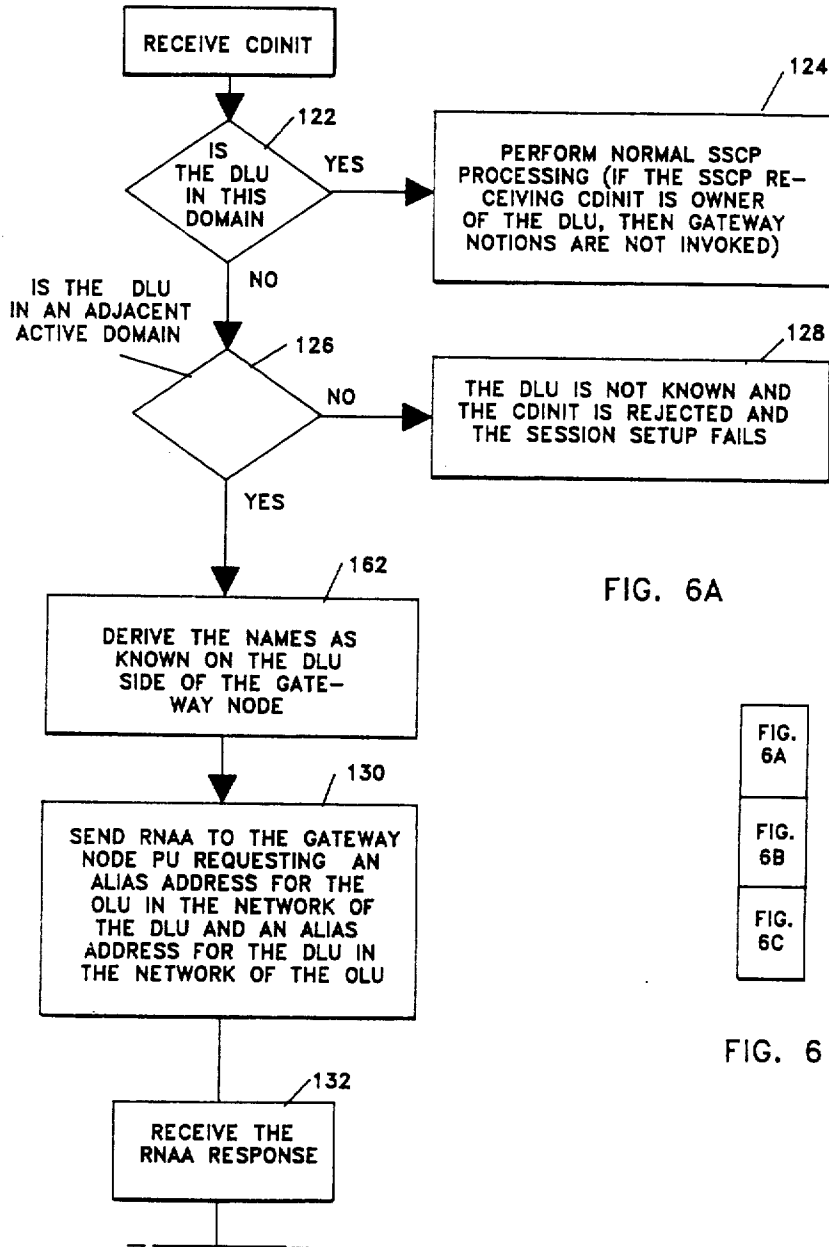 RECEIVE CDINIT
122
IS
THE DLU
IN THIS
DOMAIN
YES
124
PERFORM NORMAL SSCP
PROCESSING (IF THE SSCP RE-
CEIVING CDINIT IS OWNER
OF THE DLU, THEN GATEWAY
NOTIONS ARE NOT INVOKED)
NO
IS THE DLU
IN AN ADJACENT
ACTIVE DOMAIN
126
NO
128
THE DLU IS NOT KNOWN AND
THE CDINIT IS REJECTED AND
THE SESSION SETUP FAILS
YES
162
DERIVE THE NAMES AS
KNOWN ON THE DLU
SIDE OF THE GATE-
WAY NODE
FIG. 6A
130
SEND RNAA TO THE GATEWAY
NODE PU REQUESTING AN
ALIAS ADDRESS FOR THE
OLU IN THE NETWORK OF
THE DLU AND AN ALIAS
ADDRESS FOR THE DLU IN
THE NETWORK OF THE OLU
FIG.
6A
FIG.
6B
FIG.
6C
FIG. 6
132
RECEIVE THE
RNAA RESPONSE